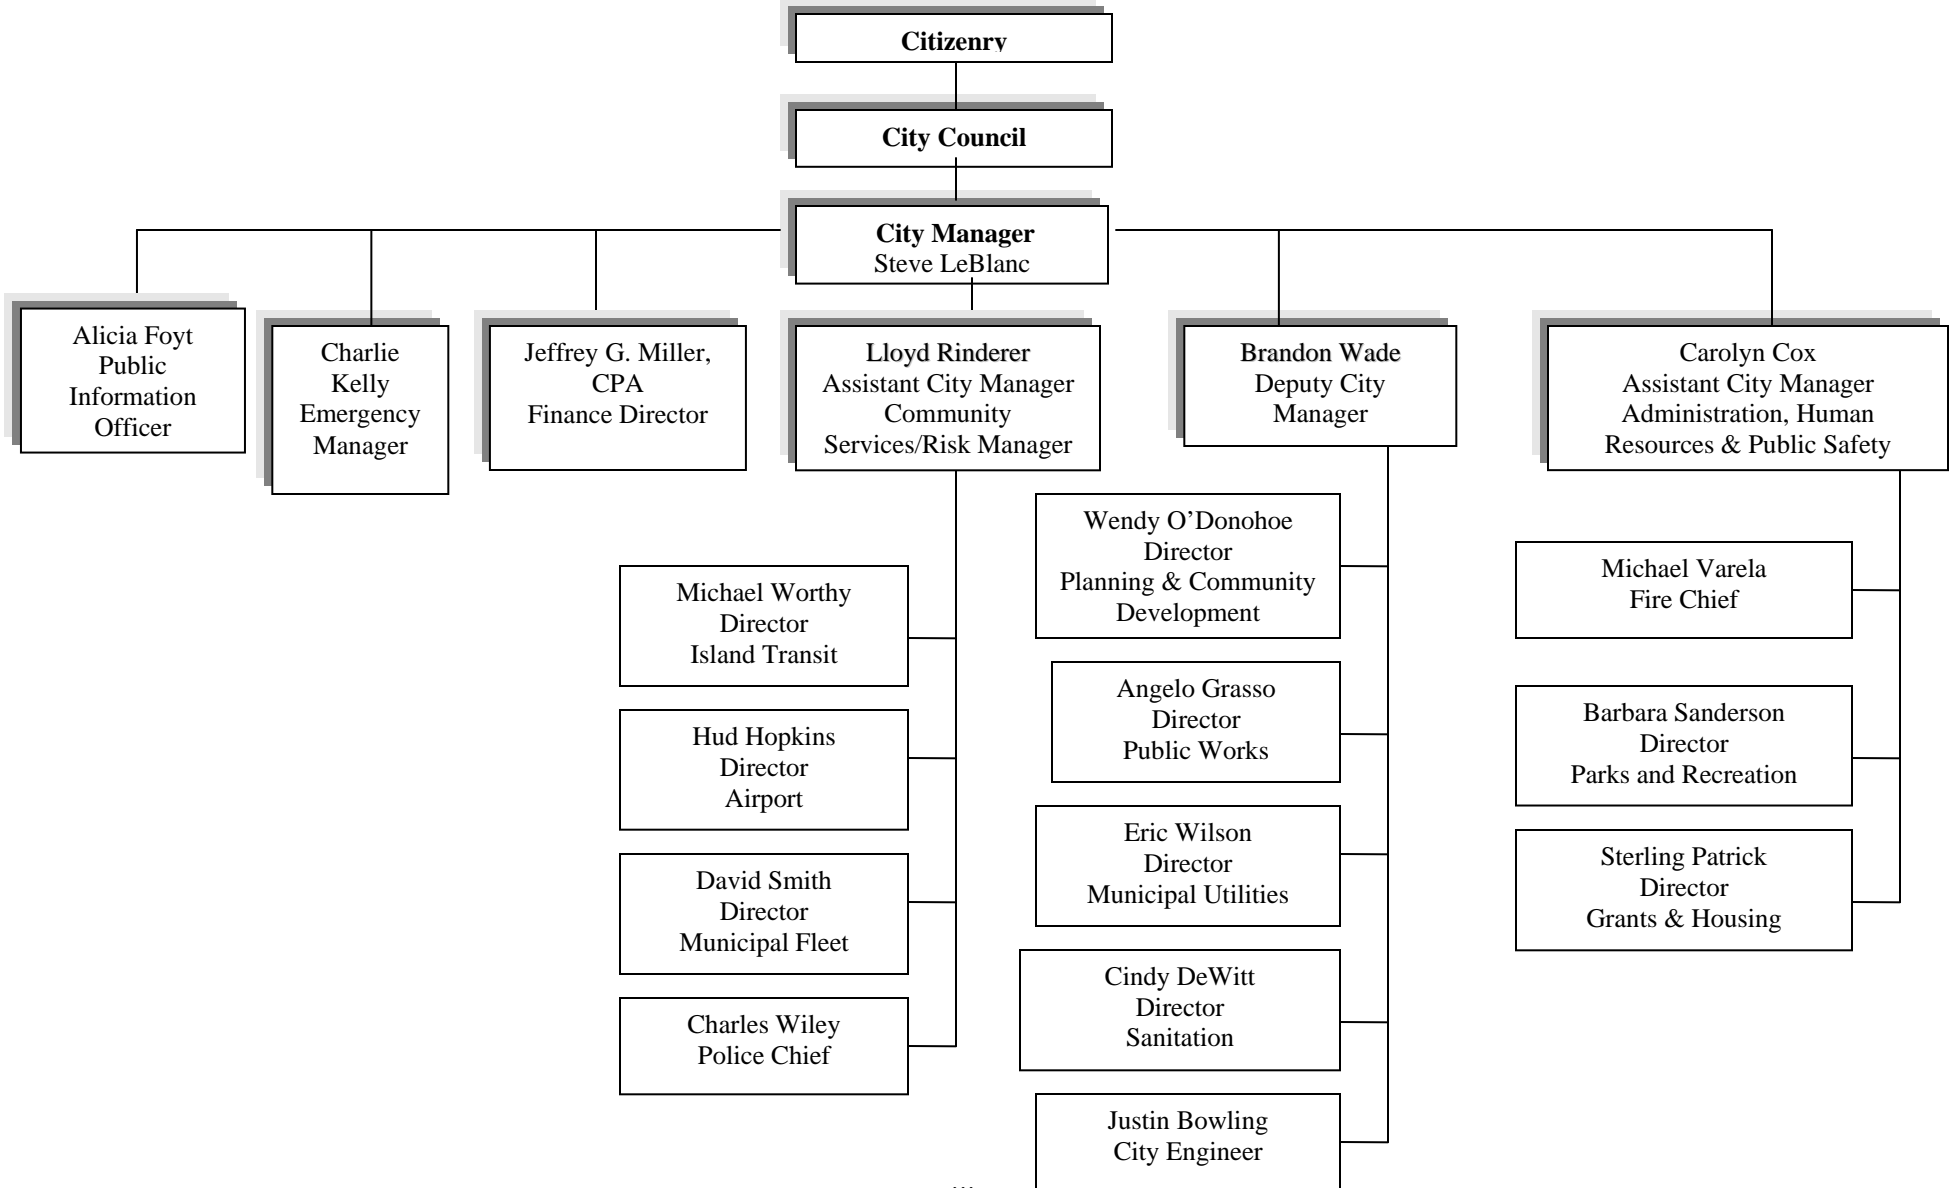 Citizenry
City Council
City Manager
Steve LeBlanc
Alicia Foyt
Public
Information
Officer
Charlie
Kelly
Emergency
Manager
Jeffrey G. Miller,
CPA
Finance Director
Lloyd Rinderer
Assistant City Manager
Community
Services/Risk Manager
Brandon Wade
Deputy City
Manager
Carolyn Cox
Assistant City Manager
Administration, Human
Resources & Public Safety
Michael Worthy
Director
Island Transit
Hud Hopkins
Director
Airport
David Smith
Director
Municipal Fleet
Charles Wiley
Police Chief
Wendy O’Donohoe
Director
Planning & Community
Development
Angelo Grasso
Director
Public Works
Eric Wilson
Director
Municipal Utilities
Cindy DeWitt
Director
Sanitation
Justin Bowling
City Engineer
Michael Varela
Fire Chief
Barbara Sanderson
Director
Parks and Recreation
Sterling Patrick
Director
Grants & Housing